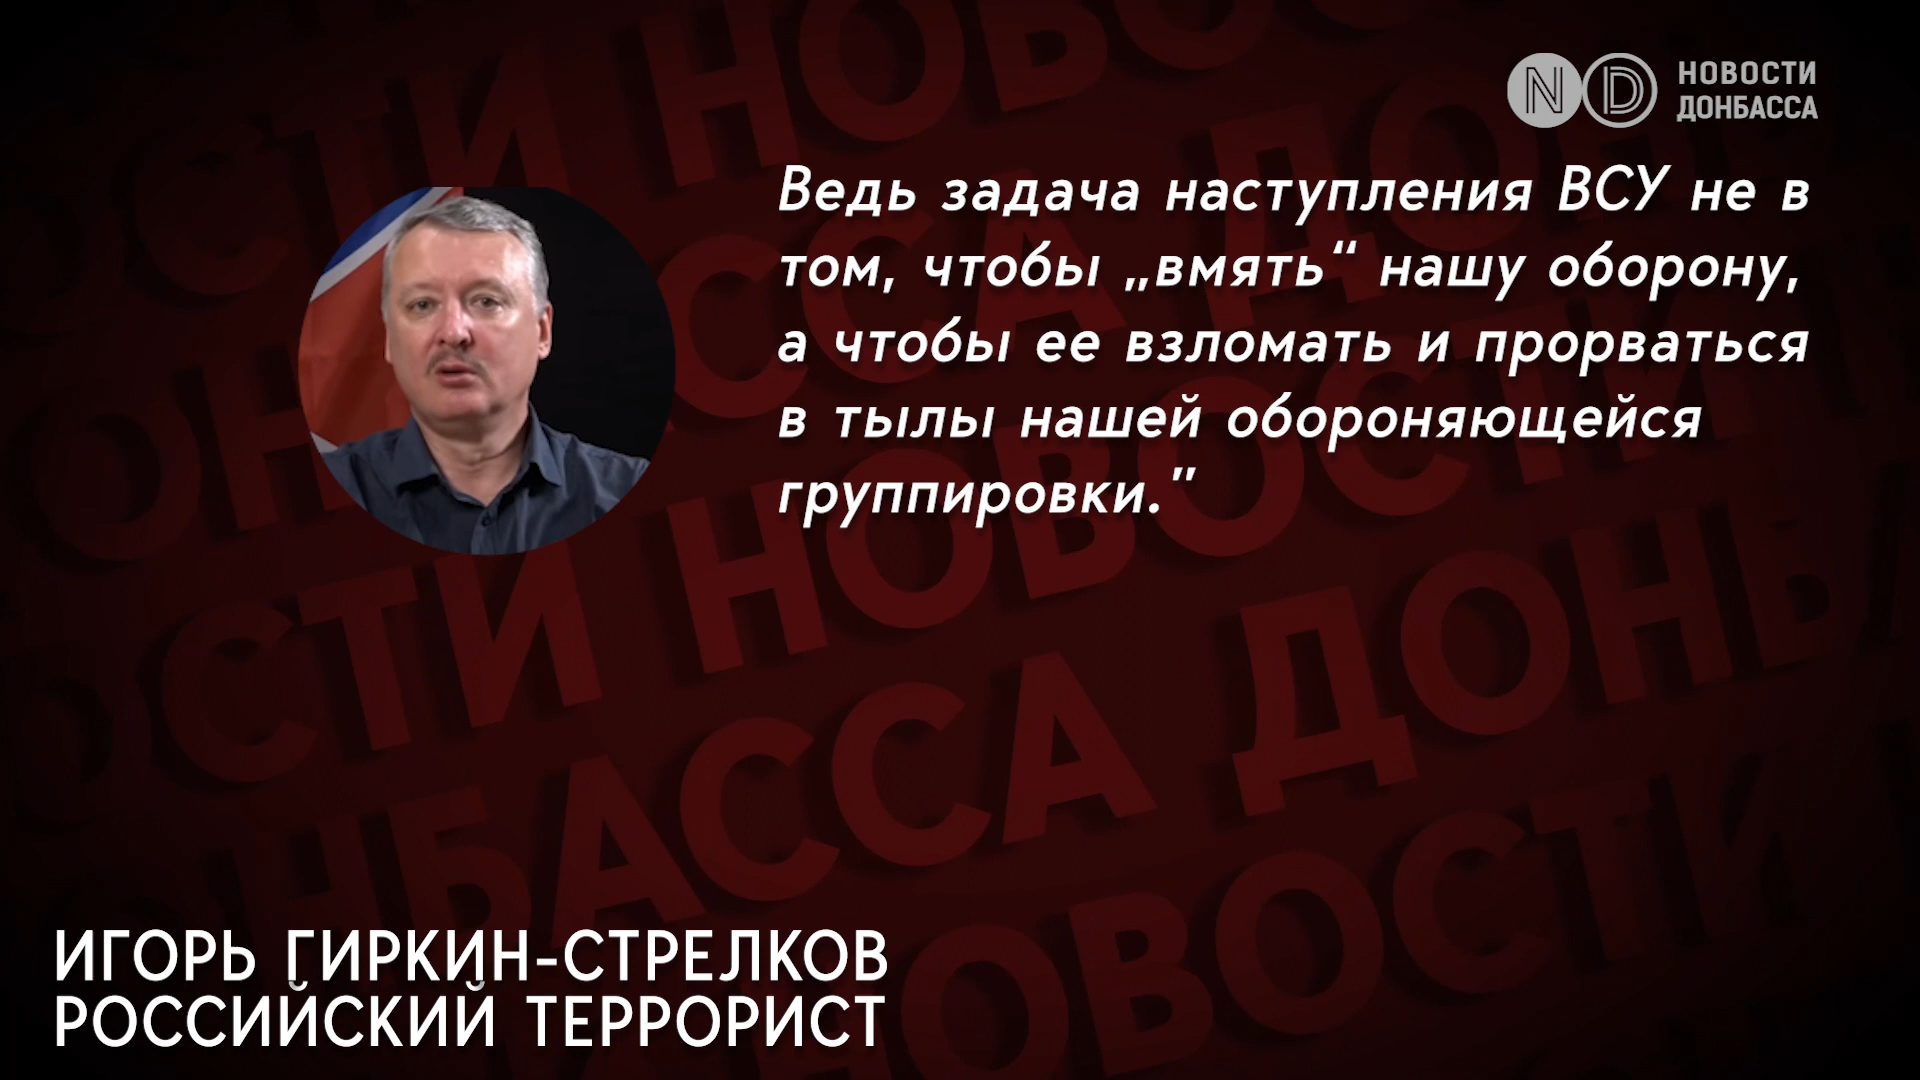 НОВОСТИ
ДОНБАССА
Ведь задача наступления ВСУ не в
том, чтобы „вмять“ нашу оборону,
а чтобы ее взломать и прорваться
в тылы нашей обороняющейся
группировки."
ИГОРЬ ГИРКИН-СТРЕЛКОВ
РОССИЙСКИЙ ТЕРРОРИСТ